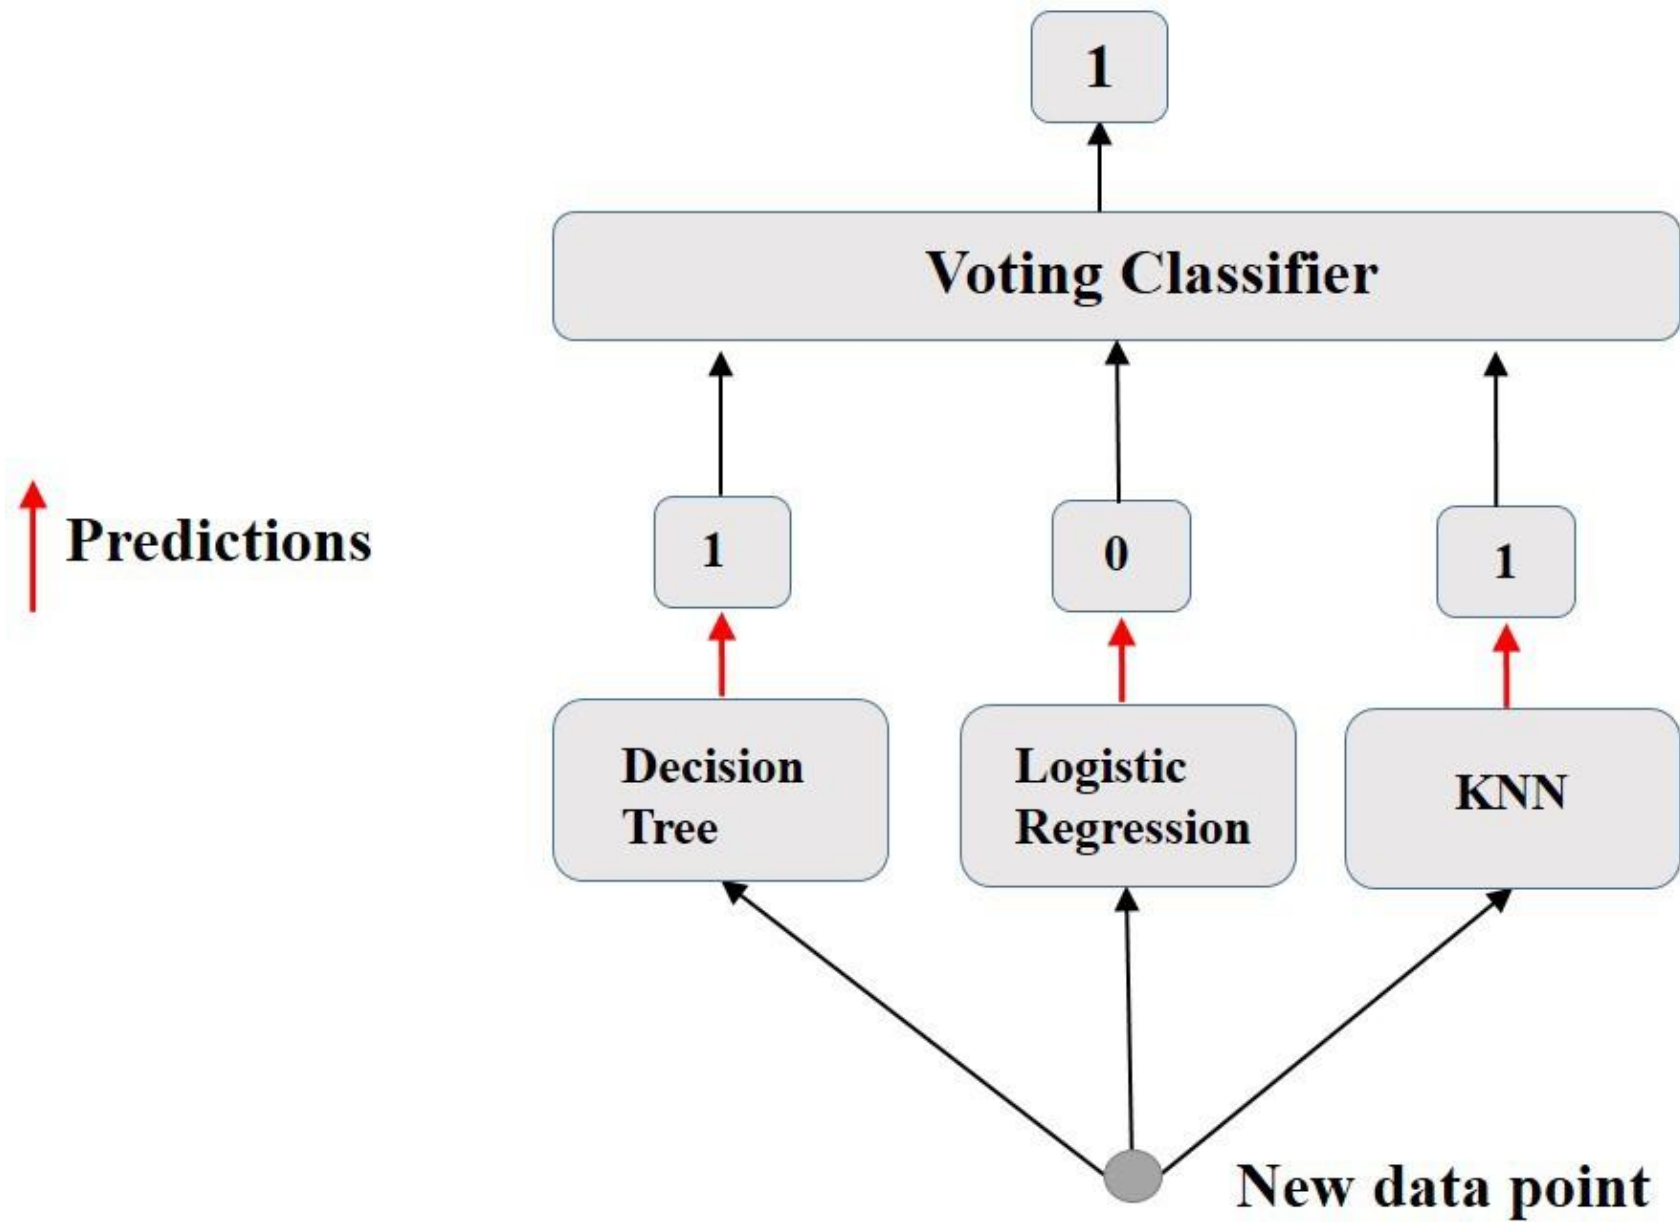 1
Voting Classifier
Predictions
1
0
1
Decision
Tree
Logistic
Regression
KNN
New data point